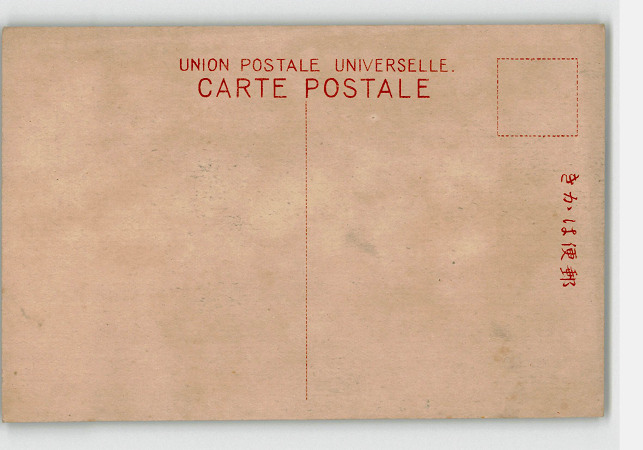 UNION POSTALE UNIVERSELLE.
CARTE POSTALE
きかは便郵